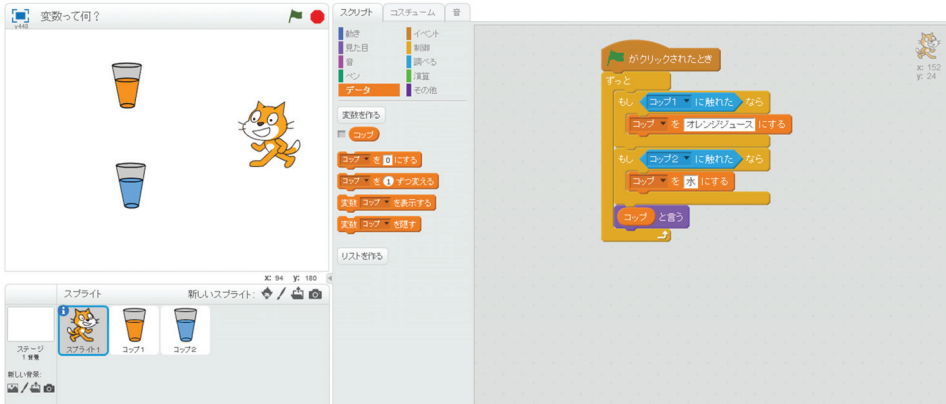 変数って何？
v448
スクリプト コスチューム 音
動き
見た目
音
ペン
データ
イベント
制御
調べる
演算
その他
変数を作る
コップ
コップ を 0 にする
コップ を 1 ずつ変える
変数 コップ を表示する
変数 コップ を隠す
リストを作る
がクリックされたとき
ずっと
もし コップ1 に触れた なら
コップ を オレンジジュース にする
もし コップ2 に触れた なら
コップ を 水 にする
コップ と言う
x: 152
y: 24
x: 94 y: 180
スプライト 新しいスプライト:
ステージ
1 背景
新しい背景:
スプライト1
コップ1
コップ2